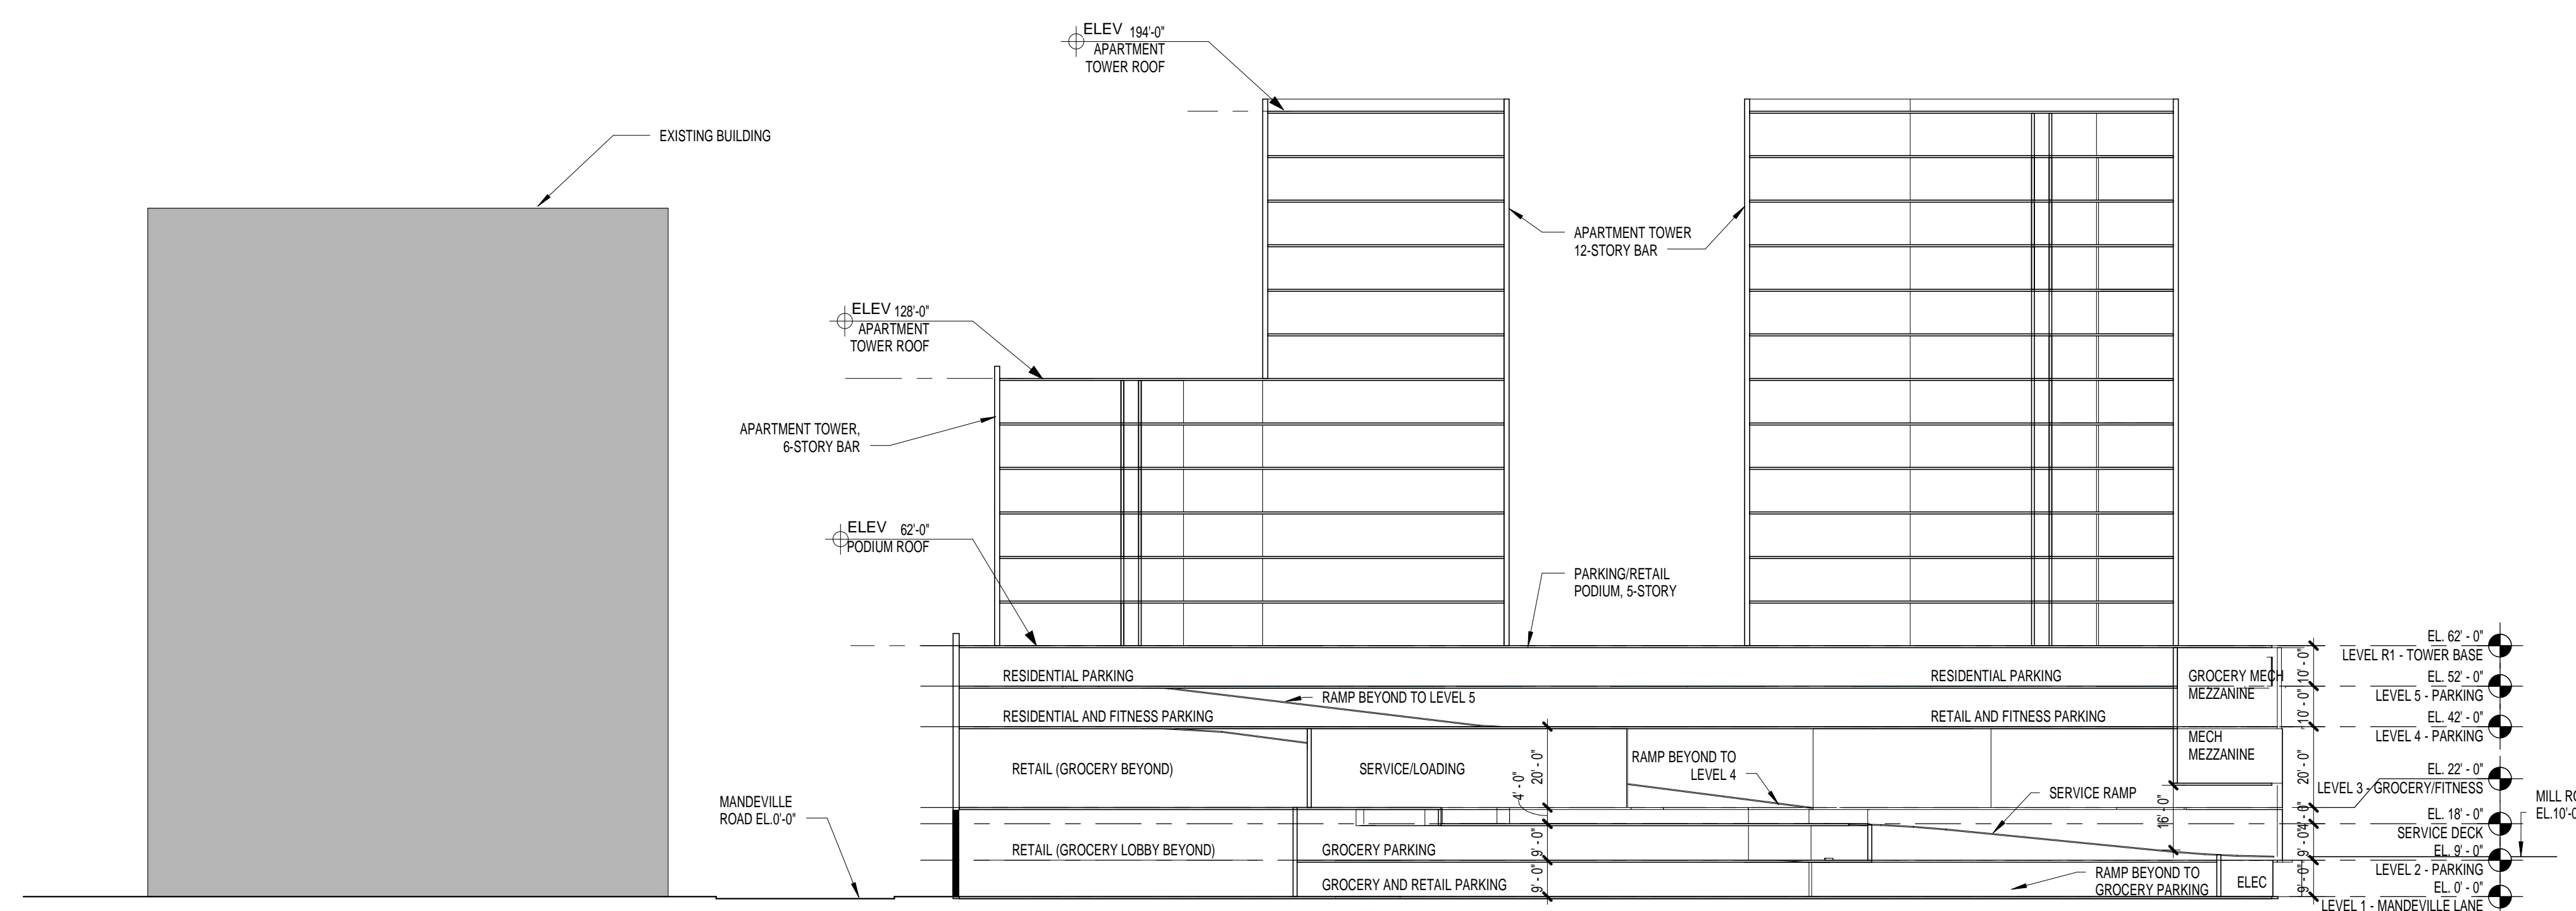 ELEV 194'-0"
APARTMENT
TOWER ROOF
EXISTING BUILDING
APARTMENT TOWER
12-STORY BAR
ELEV 128'-0"
APARTMENT
TOWER ROOF
APARTMENT TOWER,
6-STORY BAR
ELEV 62'-0"
PODIUM ROOF
PARKING/RETAIL
PODIUM, 5-STORY
RESIDENTIAL PARKING
RESIDENTIAL PARKING
GROCERY MECH
MEZZANINE
RAMP BEYOND TO LEVEL 5
RESIDENTIAL AND FITNESS PARKING
RETAIL AND FITNESS PARKING
MECH
MEZZANINE
RETAIL (GROCERY BEYOND)
SERVICE/LOADING
RAMP BEYOND TO
LEVEL 4
20' - 0"
4' - 0"
SERVICE RAMP
16' - 0"
MANDEVILLE
ROAD EL.0'-0"
RETAIL (GROCERY LOBBY BEYOND)
GROCERY PARKING
9' - 0"
GROCERY AND RETAIL PARKING
9' - 0"
RAMP BEYOND TO
GROCERY PARKING
ELEC
10' - 0"
10' - 0"
20' - 0"
4' - 0"
9' - 0"
9' - 0"
EL. 62' - 0"
LEVEL R1 - TOWER BASE
EL. 52' - 0"
LEVEL 5 - PARKING
EL. 42' - 0"
LEVEL 4 - PARKING
EL. 22' - 0"
LEVEL 3 - GROCERY/FITNESS
EL. 18' - 0"
SERVICE DECK
EL. 9' - 0"
LEVEL 2 - PARKING
EL. 0' - 0"
LEVEL 1 - MANDEVILLE LANE
MILL RO
EL.10'-0